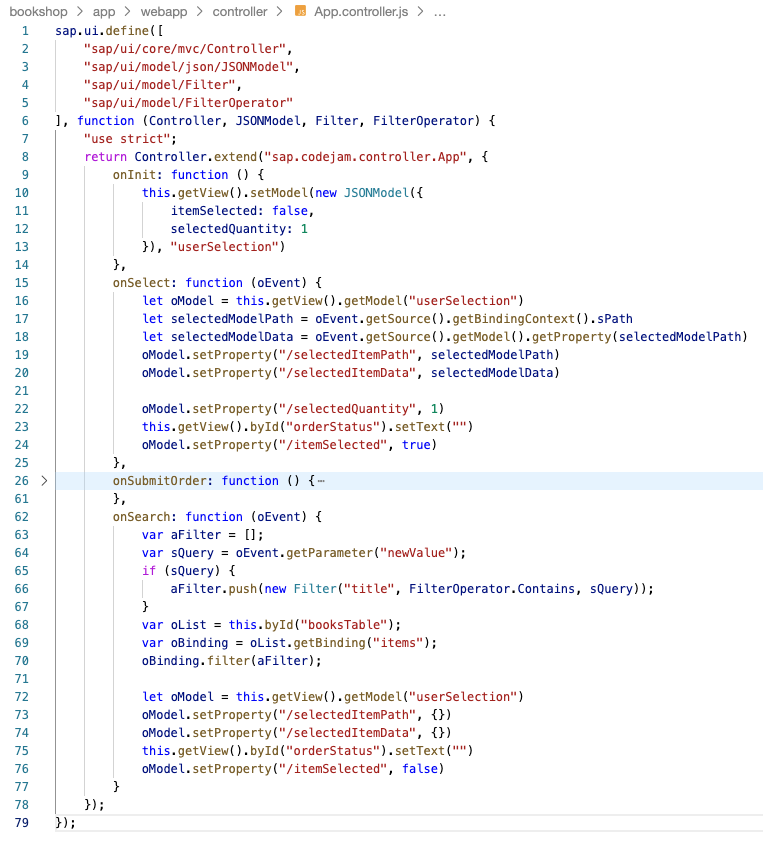 bookshop > app > webapp > controller > JS App.controller.js > ...
1 sap.ui.define([
2     "sap/ui/core/mvc/Controller",
3     "sap/ui/model/json/JSONModel",
4     "sap/ui/model/Filter",
5     "sap/ui/model/FilterOperator"
6 ], function (Controller, JSONModel, Filter, FilterOperator) {
7     "use strict";
8     return Controller.extend("sap.codejam.controller.App", {
9         onInit: function () {
10             this.getView().setModel(new JSONModel({
11                 itemSelected: false,
12                 selectedQuantity: 1
13             }), "userSelection")
14         },
15         onSelect: function (oEvent) {
16             let oModel = this.getView().getModel("userSelection")
17             let selectedModelPath = oEvent.getSource().getBindingContext().sPath
18             let selectedModelData = oEvent.getSource().getModel().getProperty(selectedModelPath)
19             oModel.setProperty("/selectedItemPath", selectedModelPath)
20             oModel.setProperty("/selectedItemData", selectedModelData)
21
22             oModel.setProperty("/selectedQuantity", 1)
23             this.getView().byId("orderStatus").setText("")
24             oModel.setProperty("/itemSelected", true)
25         },
26 >         onSubmitOrder: function () {⋯
61         },
62         onSearch: function (oEvent) {
63             var aFilter = [];
64             var sQuery = oEvent.getParameter("newValue");
65             if (sQuery) {
66                 aFilter.push(new Filter("title", FilterOperator.Contains, sQuery));
67             }
68             var oList = this.byId("booksTable");
69             var oBinding = oList.getBinding("items");
70             oBinding.filter(aFilter);
71
72             let oModel = this.getView().getModel("userSelection")
73             oModel.setProperty("/selectedItemPath", {})
74             oModel.setProperty("/selectedItemData", {})
75             this.getView().byId("orderStatus").setText("")
76             oModel.setProperty("/itemSelected", false)
77         }
78     });
79 });